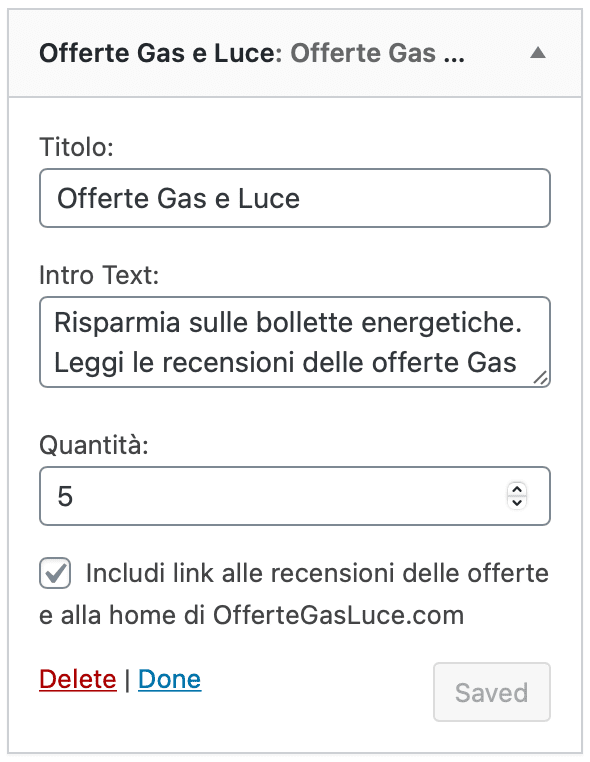 Offerte Gas e Luce: Offerte Gas ...
Titolo:
Offerte Gas e Luce
Intro Text:
Risparmia sulle bollette energetiche.
Leggi le recensioni delle offerte Gas
Quantità:
5
Includi link alle recensioni delle offerte
e alla home di OfferteGasLuce.com
Delete | Done
Saved